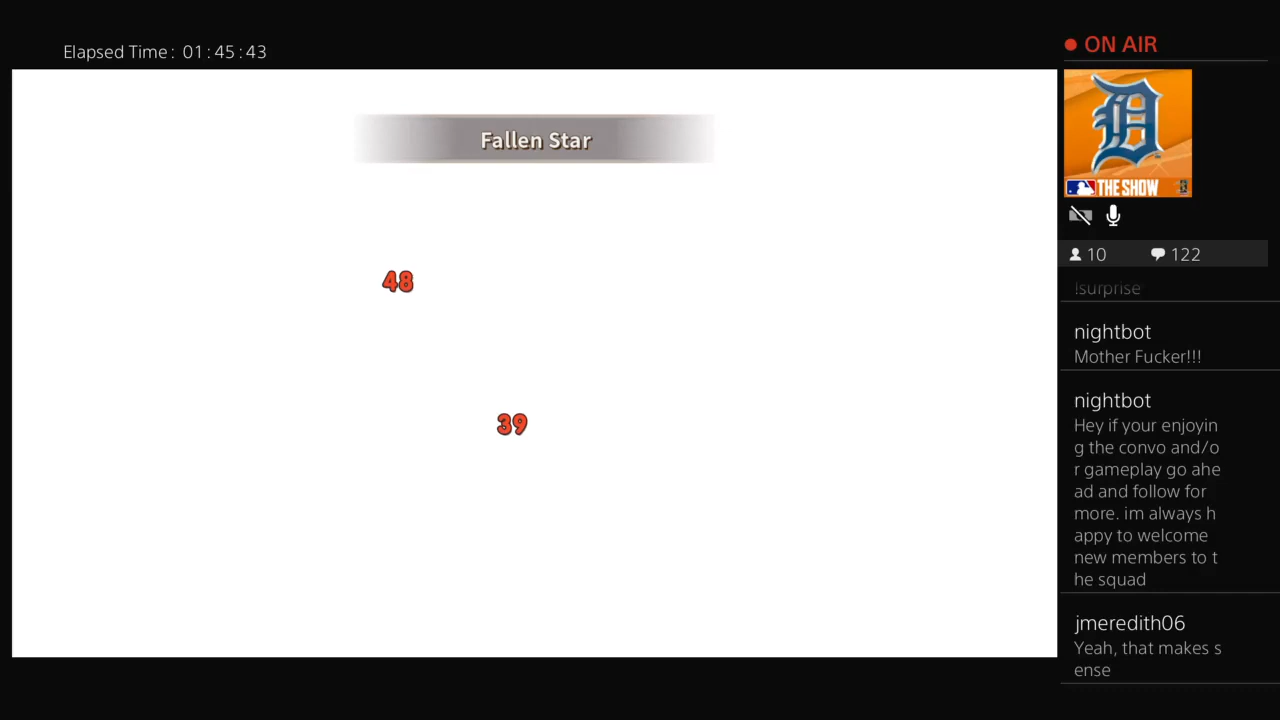 Elapsed Time: 01:45:43
ON AIR
Fallen Star
D
THE SHOW
10 122
!surprise
48
nightbot
Mother Fucker!!!
nightbot
39
Hey if your enjoyin
g the convo and/o
r gameplay go ahe
ad and follow for
more. im always h
appy to welcome
new members to t
he squad
jmeredith06
Yeah, that makes s
ense